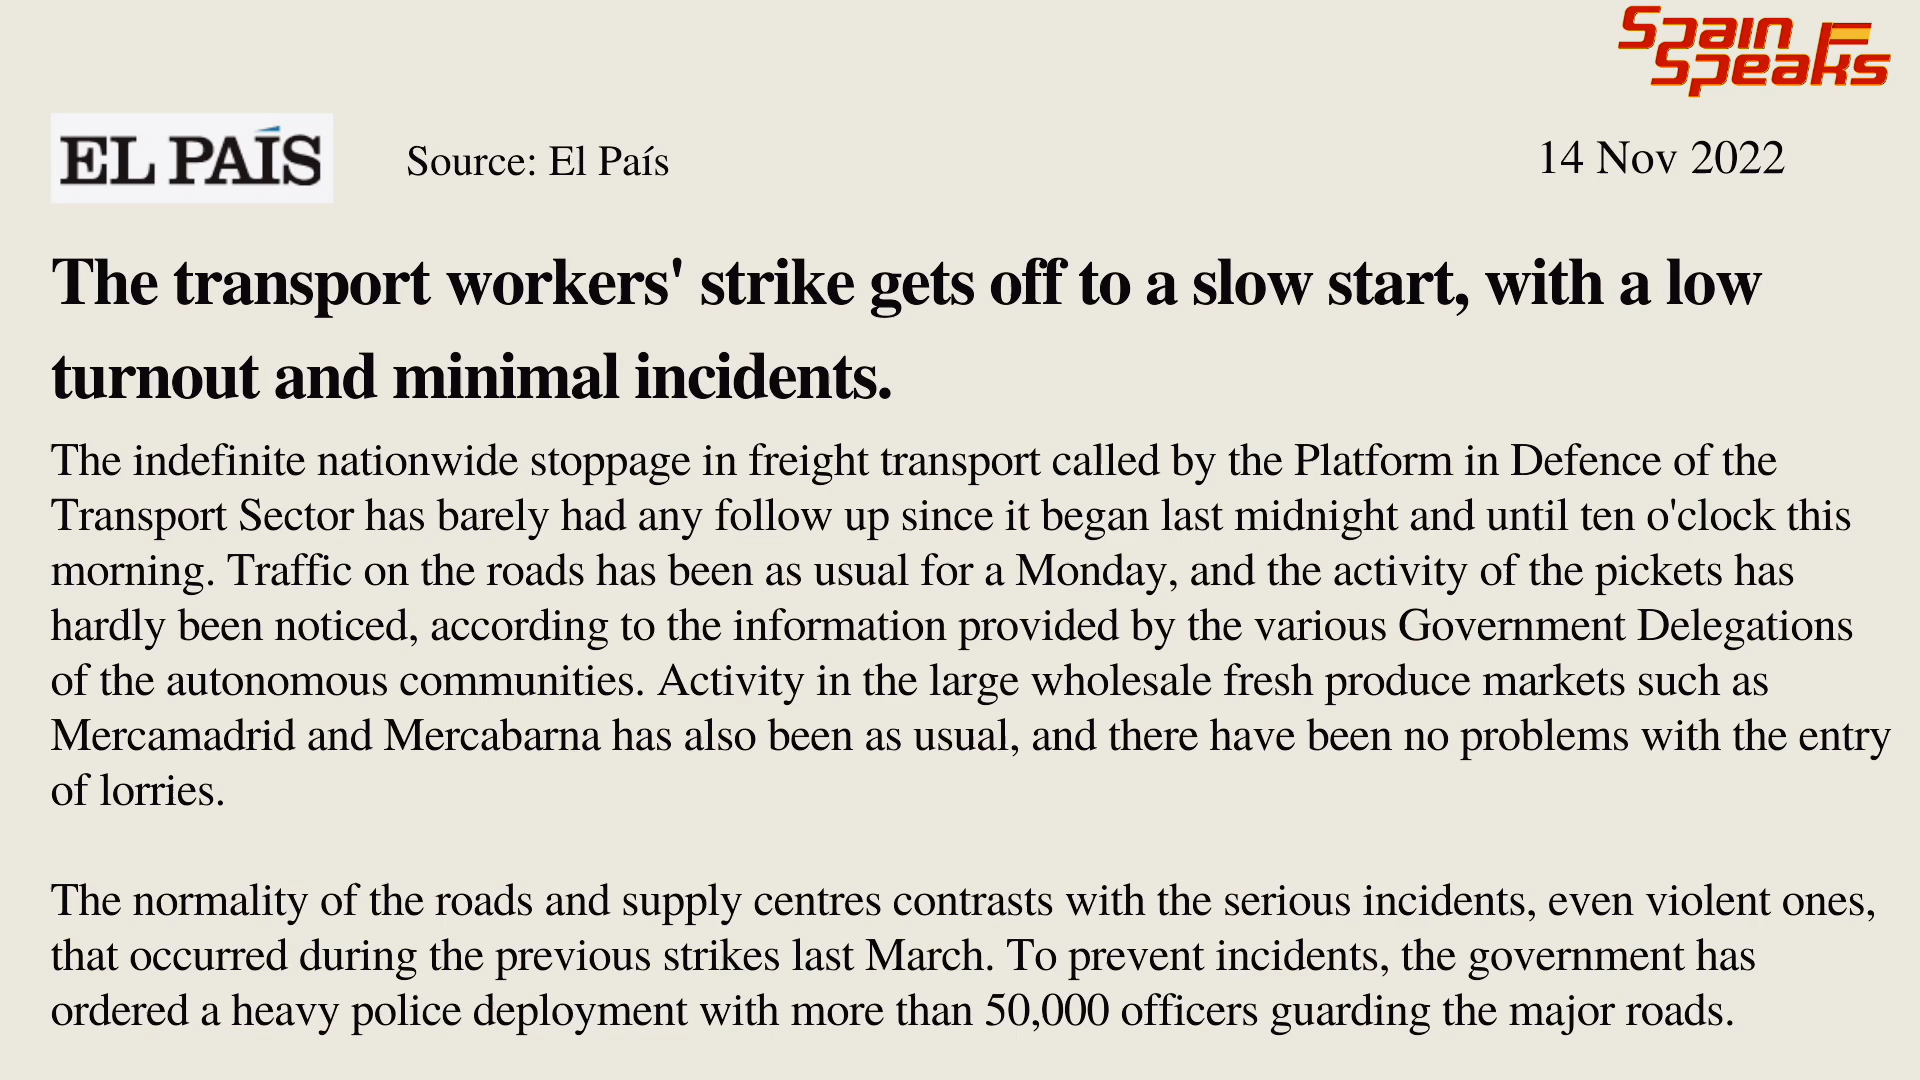 Spain
Speaks
EL PAÍS
Source: El País
14 Nov 2022
The transport workers' strike gets off to a slow start, with a low
turnout and minimal incidents.
The indefinite nationwide stoppage in freight transport called by the Platform in Defence of the
Transport Sector has barely had any follow up since it began last midnight and until ten o'clock this
morning. Traffic on the roads has been as usual for a Monday, and the activity of the pickets has
hardly been noticed, according to the information provided by the various Government Delegations
of the autonomous communities. Activity in the large wholesale fresh produce markets such as
Mercamadrid and Mercabarna has also been as usual, and there have been no problems with the entry
of lorries.
The normality of the roads and supply centres contrasts with the serious incidents, even violent ones,
that occurred during the previous strikes last March. To prevent incidents, the government has
ordered a heavy police deployment with more than 50,000 officers guarding the major roads.